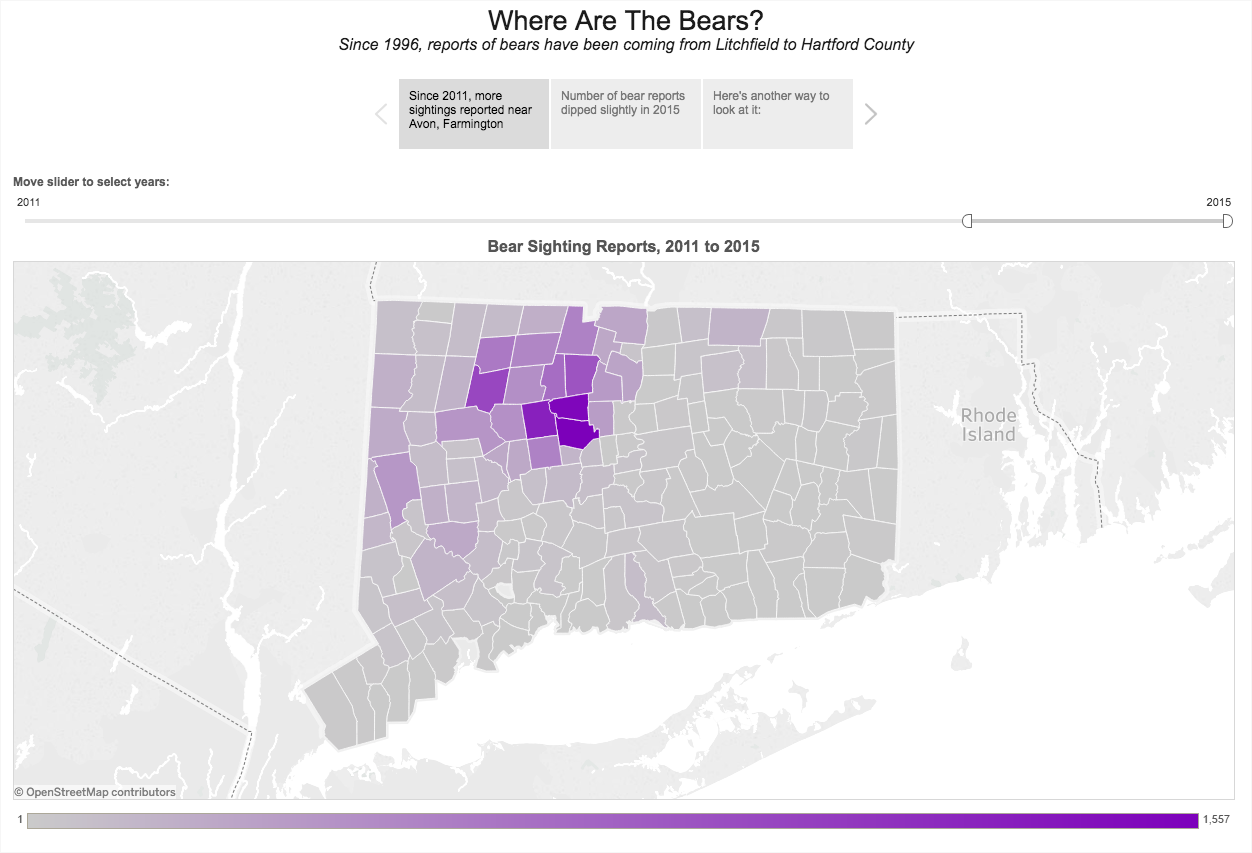 Where Are The Bears?
Since 1996, reports of bears have been coming from Litchfield to Hartford County
Since 2011, more
sightings reported near
Avon, Farmington
Number of bear reports
dipped slightly in 2015
Here's another way to
look at it:
Move slider to select years:
2011
2015
Bear Sighting Reports, 2011 to 2015
Rhode
Island
© OpenStreetMap contributors
1
1,557